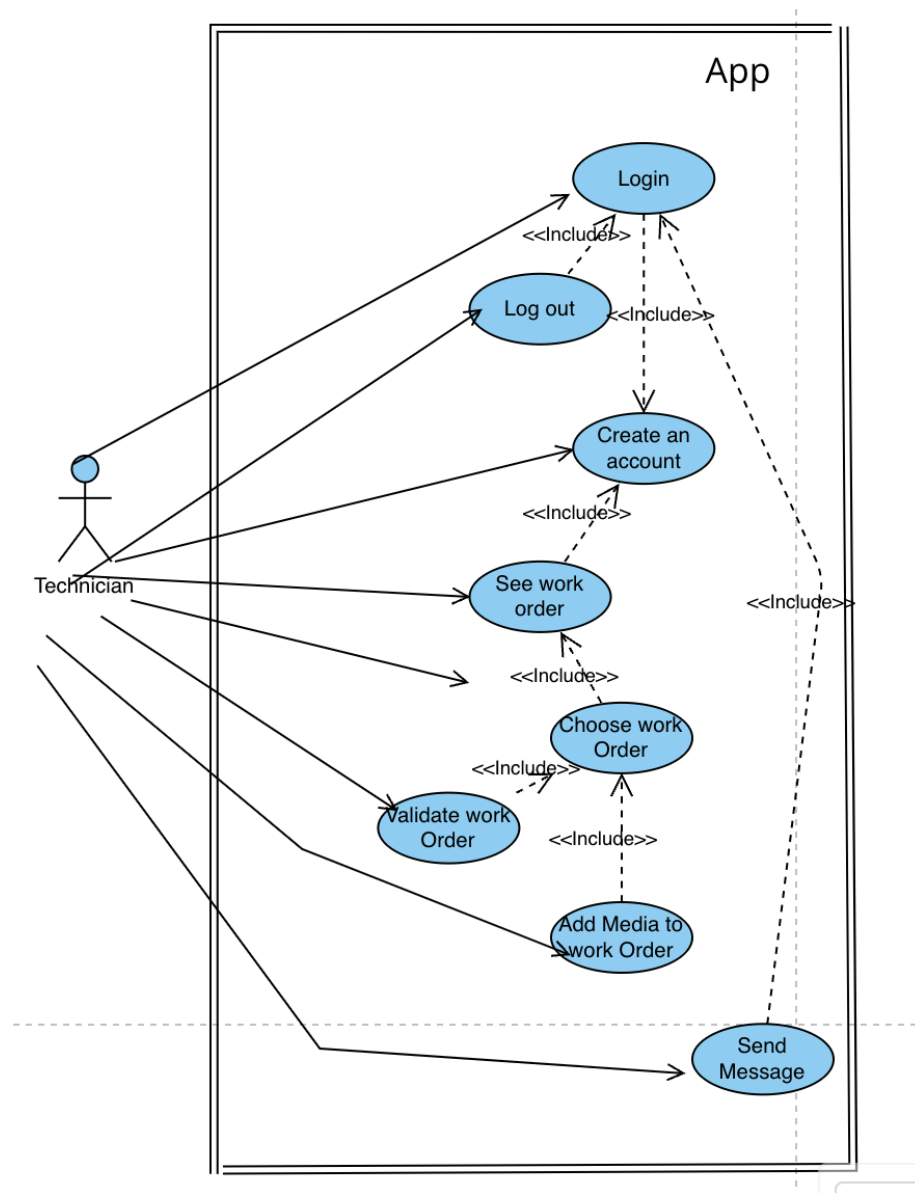 App
Login
<<Include>>
Log out
<<Include>>
Create an
account
<<Include>>
Technician
See work
order
<<Include>>
<<Include>>
Choose work
Order
<<Include>>
Validate work
Order
<<Include>>
Add Media to
work Order
Send
Message